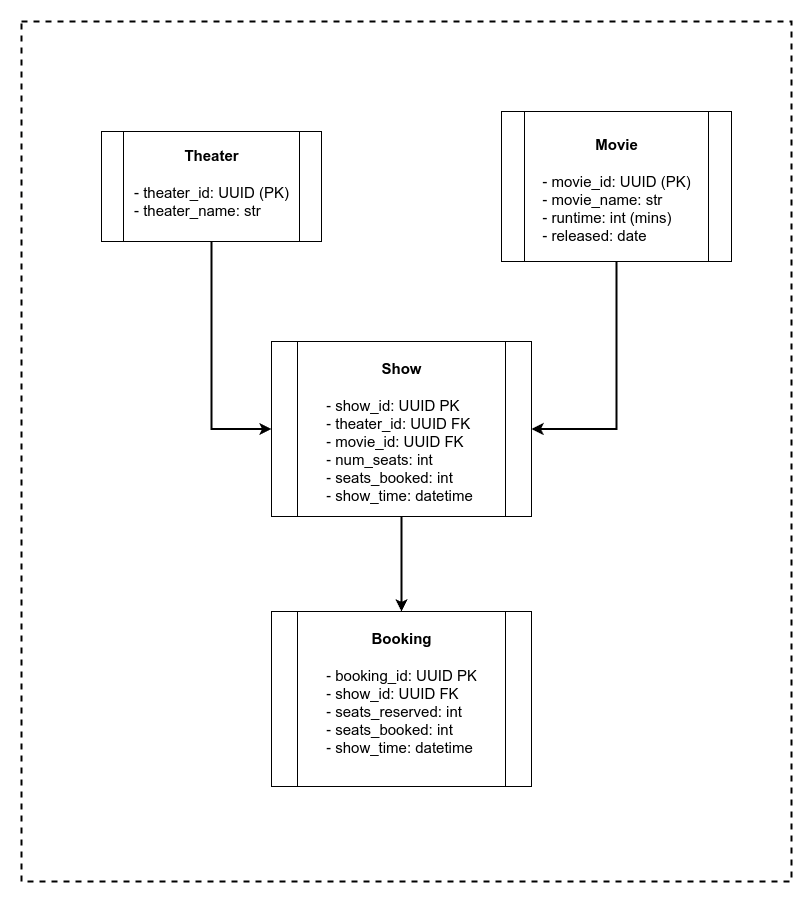 Theater
- theater_id: UUID (PK)
- theater_name: str
Movie
- movie_id: UUID (PK)
- movie_name: str
- runtime: int (mins)
- released: date
Show
- show_id: UUID PK
- theater_id: UUID FK
- movie_id: UUID FK
- num_seats: int
- seats_booked: int
- show_time: datetime
Booking
- booking_id: UUID PK
- show_id: UUID FK
- seats_reserved: int
- seats_booked: int
- show_time: datetime